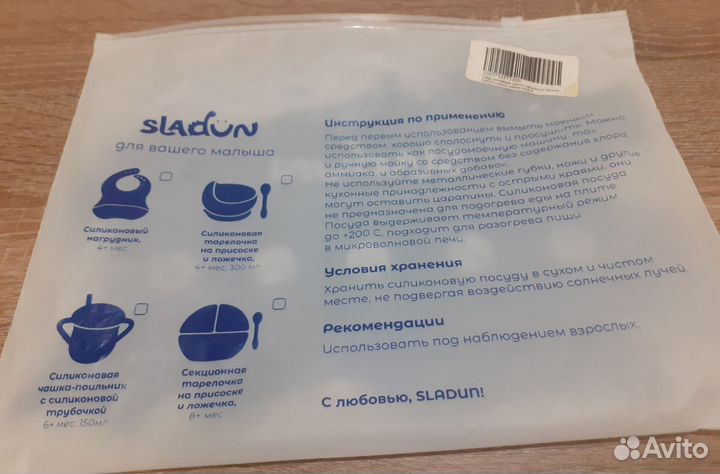 SLADUN
для вашего малыша
Силиконовый
нагрудник,
4+ мес
Силиконовая
тарелочка
на присоске
и ложечка,
4+ мес, 300 мл
Силиконовая
чашка-поильник
с силиконовой
трубочкой
6+ мес, 150мл
Секционная
тарелочка
на присоске
и ложечка,
8+ мес
Инструкция по применению
Перед первым использованием вымыть моющим
средством, хорошо сполоснуть и просушить. Можно
использовать как посудомоечную машину, так
и ручную мойку со средством без содержания хлора
аммиака, и абразивных добавок.
Не используйте металлические губки, ножи и другие
кухонные принадлежности с острыми краями, они
могут оставить царапины. Силиконовая посуда
не предназначена для подогрева еды на плите.
Посуда выдерживает температурный режим
до +200 С, подходит для разогрева пищи
в микроволновой печи.
Условия хранения
Хранить силиконовую посуду в сухом и чистом
месте, не подвергая воздействию солнечных лучей.
Рекомендации
Использовать под наблюдением взрослых.
С любовью, SLADUN!
Avito